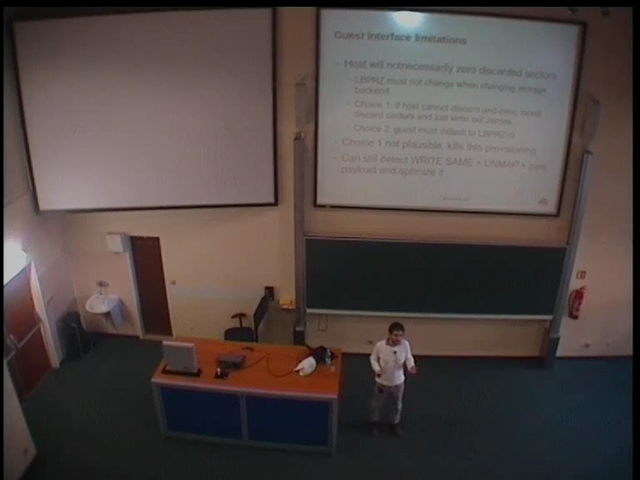 Guest interface limitations
Host will not necessarily zero discarded sectors
LBPRZ must not change when changing storage
backend
Choice 1: if host cannot discard and zero, never
discard sectors and just write out zeroes
Choice 2: guest must default to LBPRZ=0
Choice 1 not plausible, kills thin provisioning
Can still detect WRITE SAME + UNMAP + zero
payload and optimize it